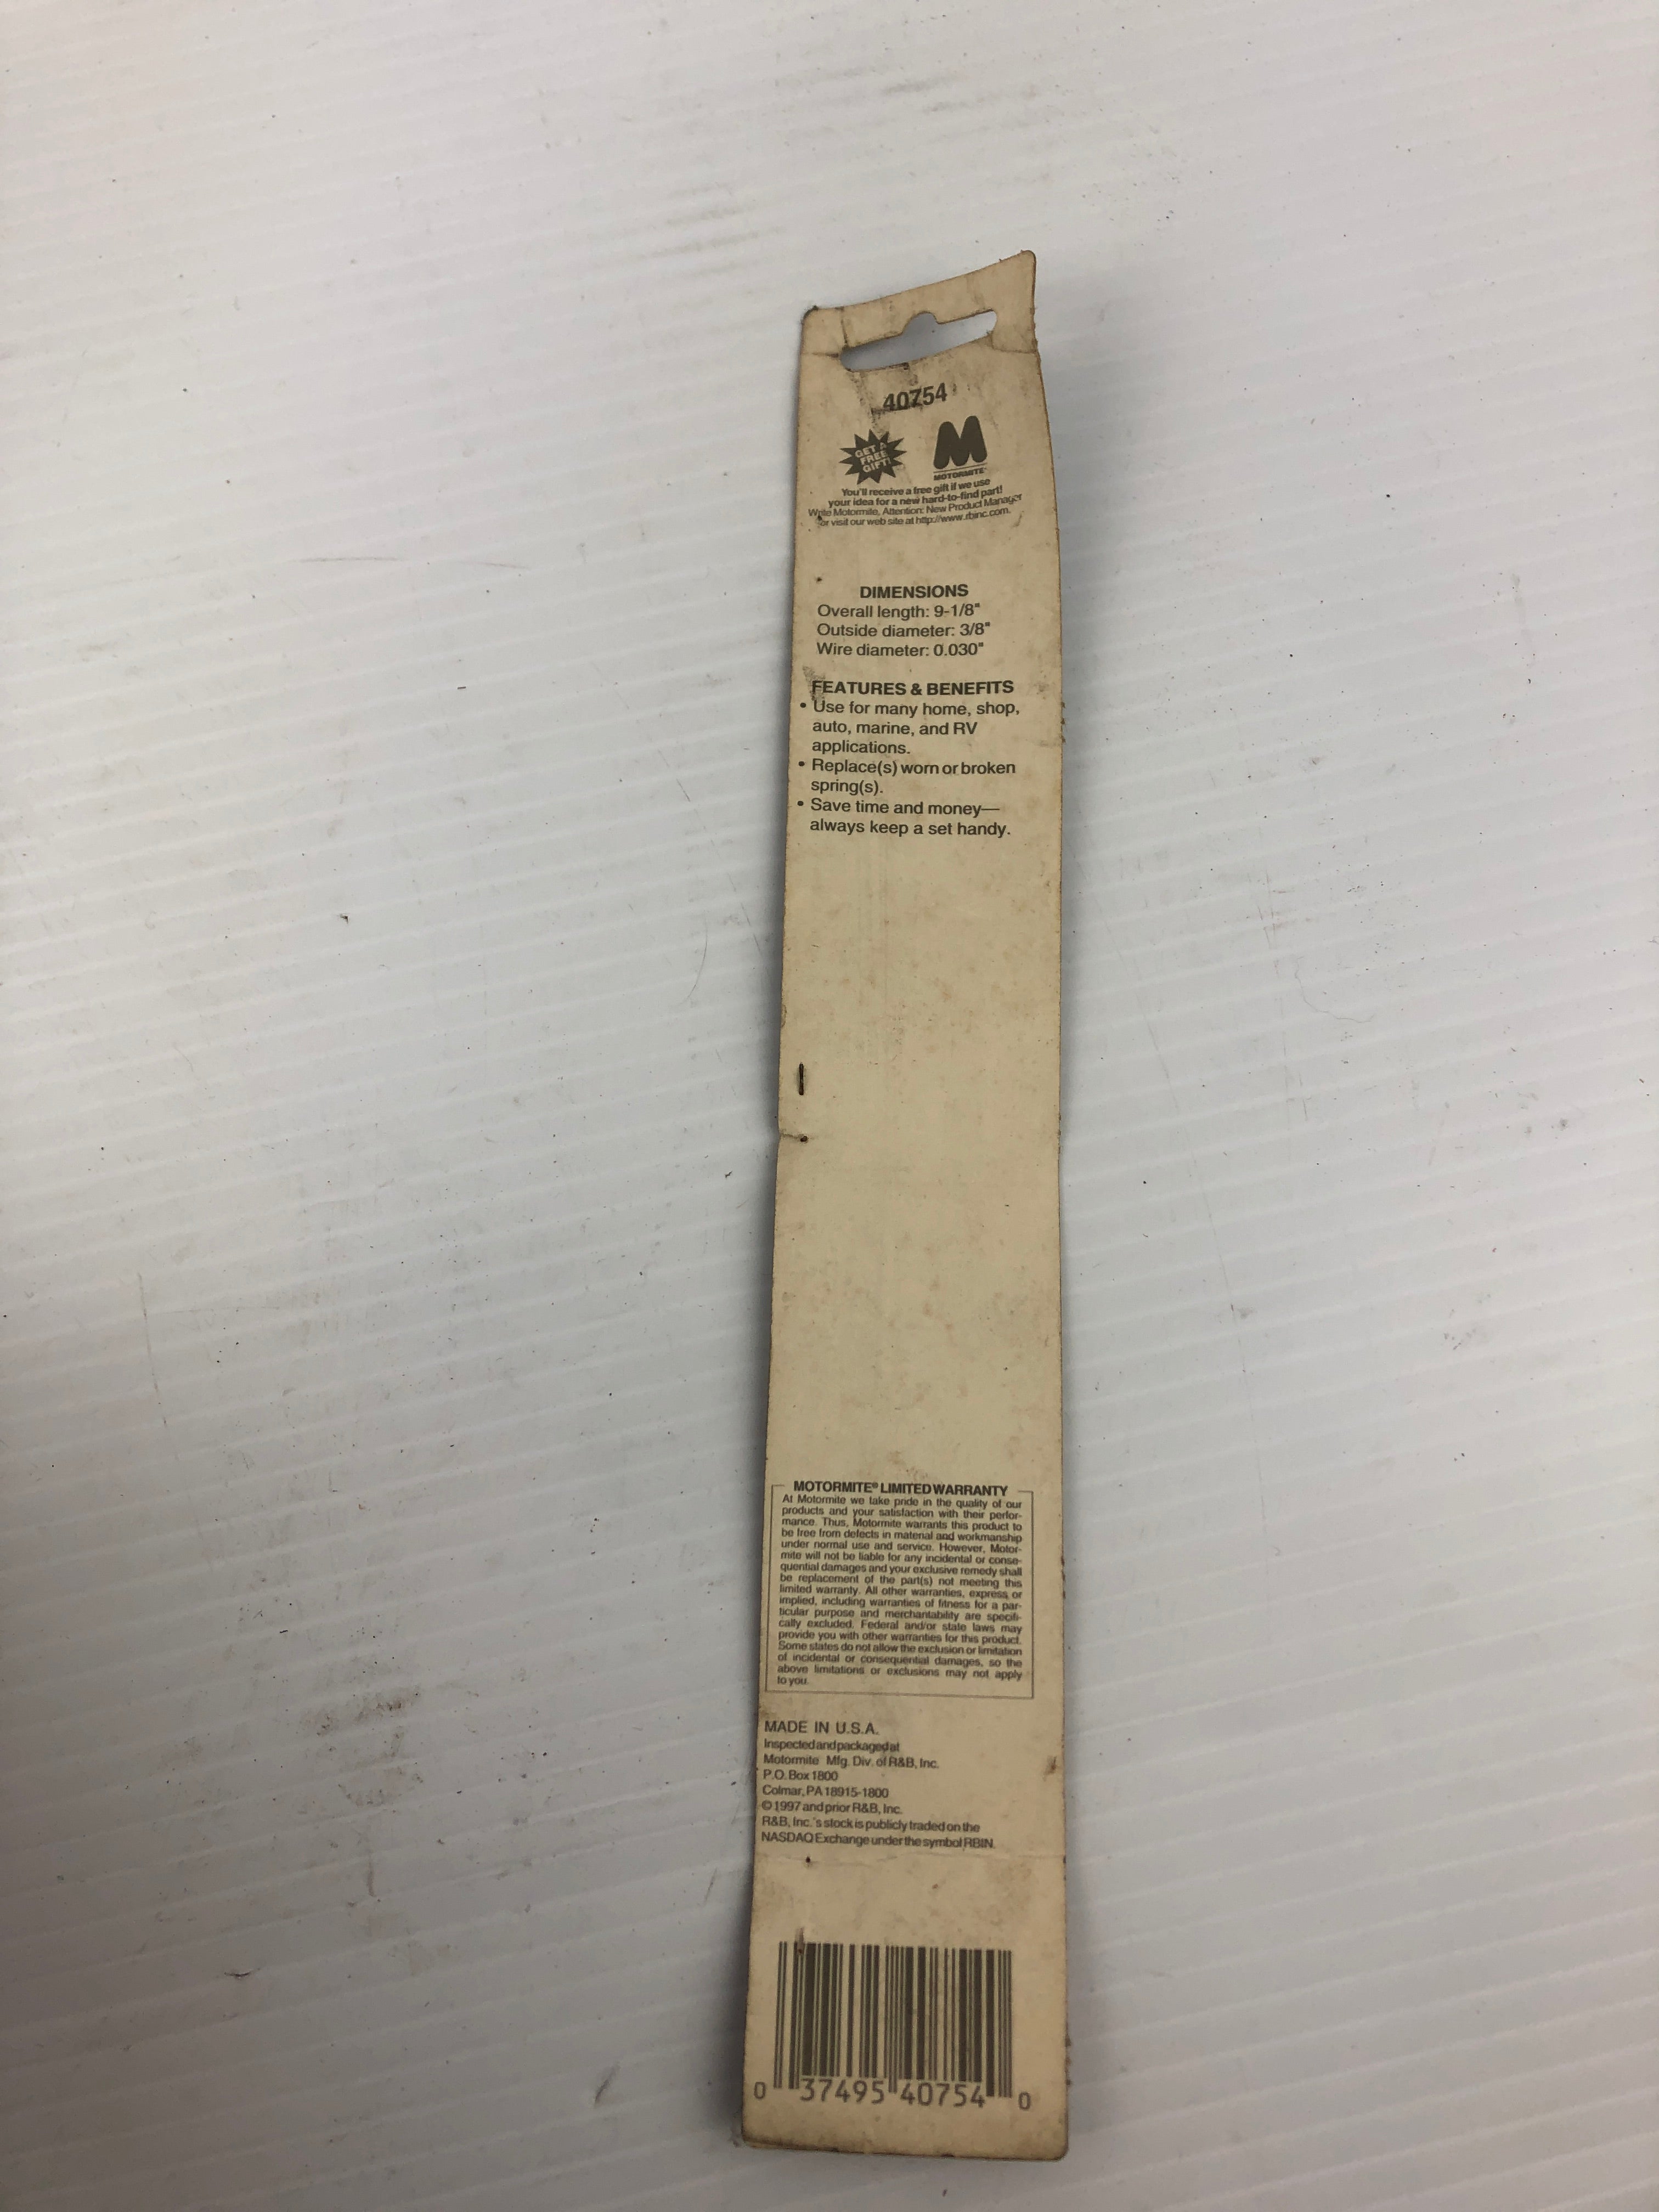 40754
GET A
FREE
GIFT!
M
MOTORMITE®
You'll receive a free gift if we use
your idea for a new hard-to-find part!
Write Motormite, Attention: New Product Manager
or visit our web site at http://www.rbinc.com.
DIMENSIONS
Overall length: 9-1/8"
Outside diameter: 3/8"
Wire diameter: 0.030"
FEATURES & BENEFITS
• Use for many home, shop,
auto, marine, and RV
applications.
• Replace(s) worn or broken
spring(s).
• Save time and money—
always keep a set handy.
MOTORMITE® LIMITED WARRANTY
At Motormite we take pride in the quality of our
products and your satisfaction with their perfor-
mance. Thus, Motormite warrants this product to
be free from defects in material and workmanship
under normal use and service. However, Motor-
mite will not be liable for any incidental or conse-
quential damages and your exclusive remedy shall
be replacement of the part(s) not meeting this
limited warranty. All other warranties, express or
implied, including warranties of fitness for a par-
ticular purpose and merchantability are specifi-
cally excluded. Federal and/or state laws may
provide you with other warranties for this product.
Some states do not allow the exclusion or limitation
of incidental or consequential damages, so the
above limitations or exclusions may not apply
to you.
MADE IN U.S.A.
Inspected and packaged at
Motormite Mfg. Div. of R&B, Inc.
P.O. Box 1800
Colmar, PA 18915-1800
© 1997 and prior R&B, Inc.
R&B, Inc.'s stock is publicly traded on the
NASDAQ Exchange under the symbol RBIN.
0 37495 40754 0